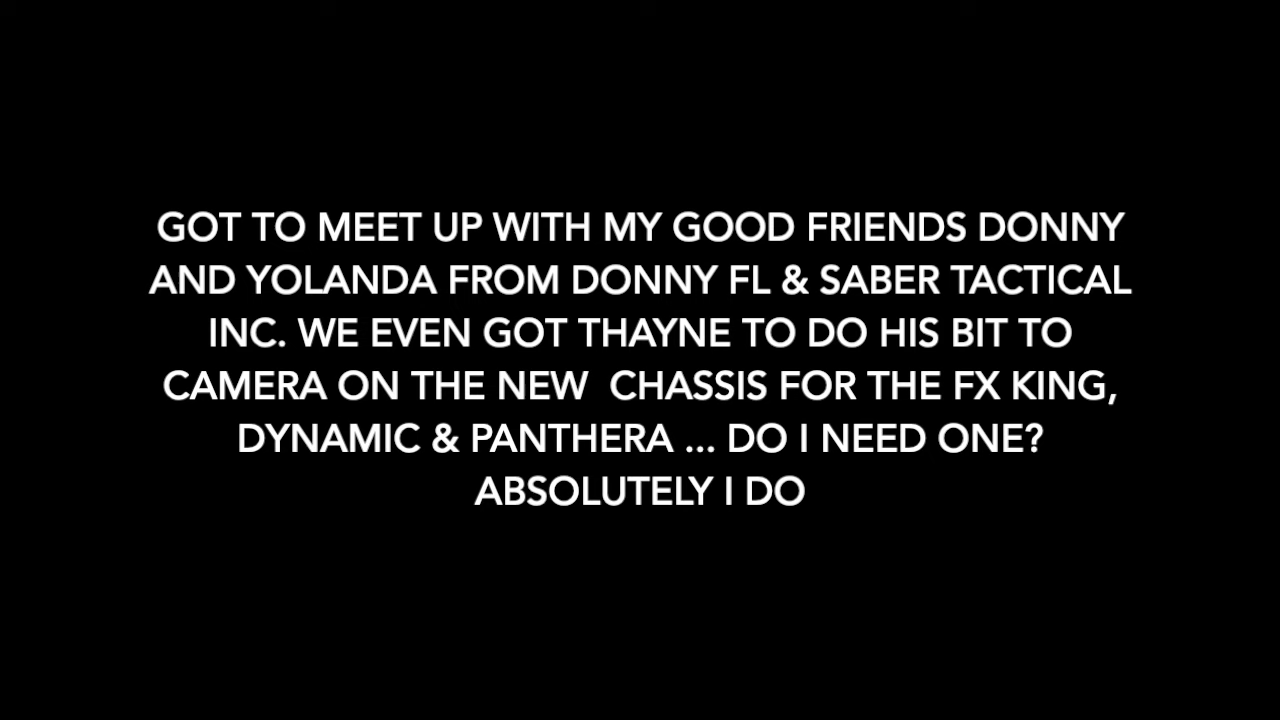 GOT TO MEET UP WITH MY GOOD FRIENDS DONNY
AND YOLANDA FROM DONNY FL & SABER TACTICAL
INC. WE EVEN GOT THAYNE TO DO HIS BIT TO
CAMERA ON THE NEW  CHASSIS FOR THE FX KING,
DYNAMIC & PANTHERA ... DO I NEED ONE?
ABSOLUTELY I DO